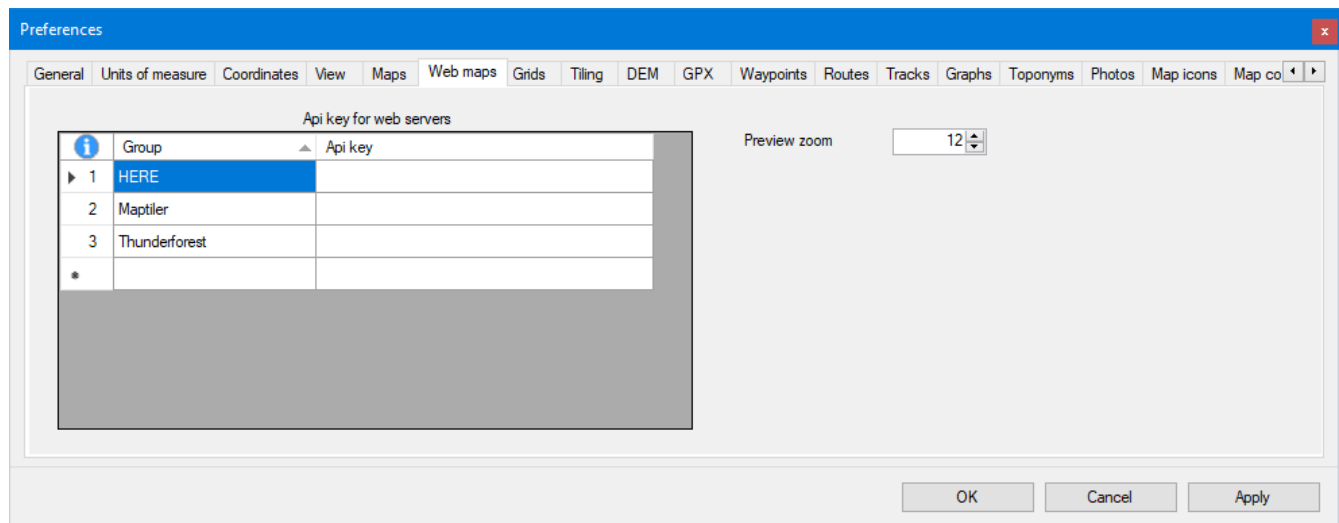 Preferences
x
General Units of measure Coordinates View Maps Web maps Grids Tiling DEM GPX Waypoints Routes Tracks Graphs Toponyms Photos Map icons Map co
Api key for web servers
Preview zoom 12
i Group Api key
1 HERE
2 Maptiler
3 Thunderforest
*
OK Cancel Apply